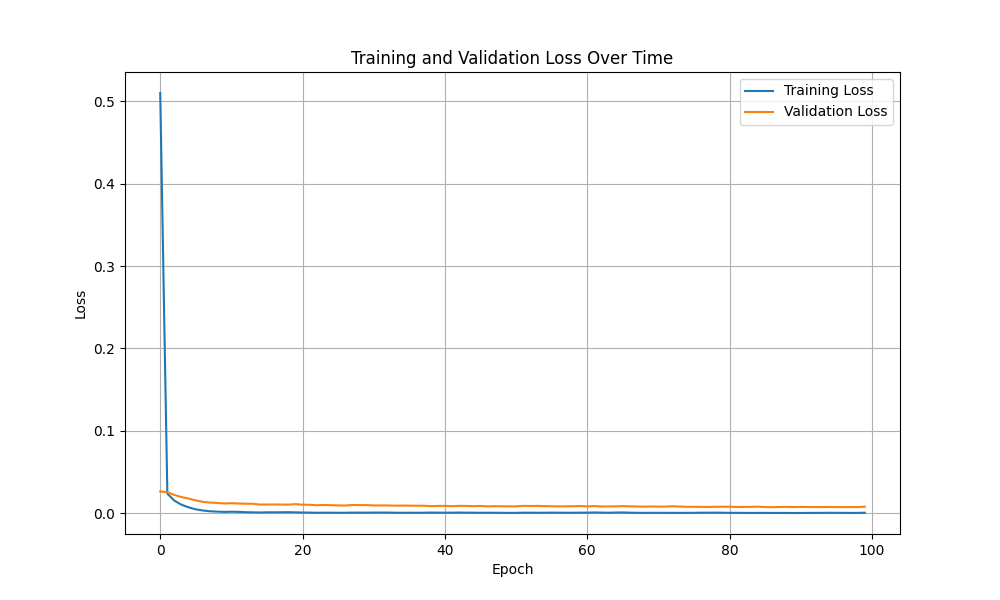 Training and Validation Loss Over Time
Training Loss
Validation Loss
0.5
0.4
0.3
0.2
0.1
0.0
Loss
0 20 40 60 80 100
Epoch